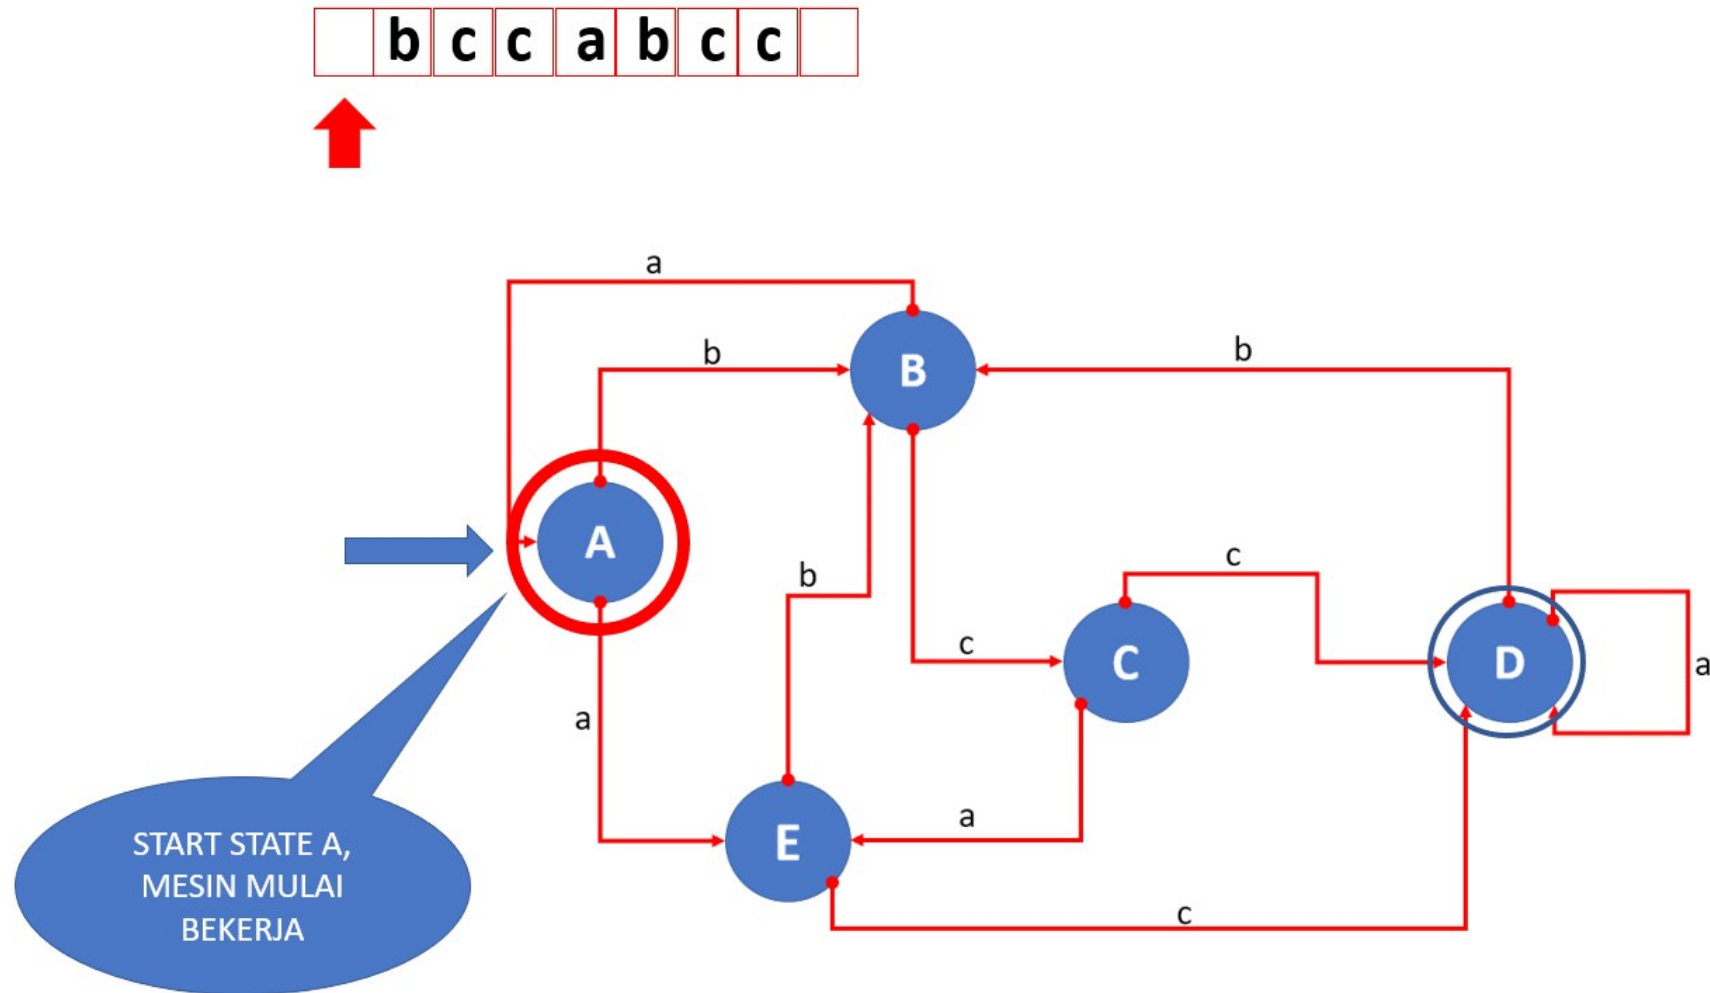 b c c a b c c
a
b
b
B
A
b
c
c
C
D
a
a
E
a
c
START STATE A,
MESIN MULAI
BEKERJA